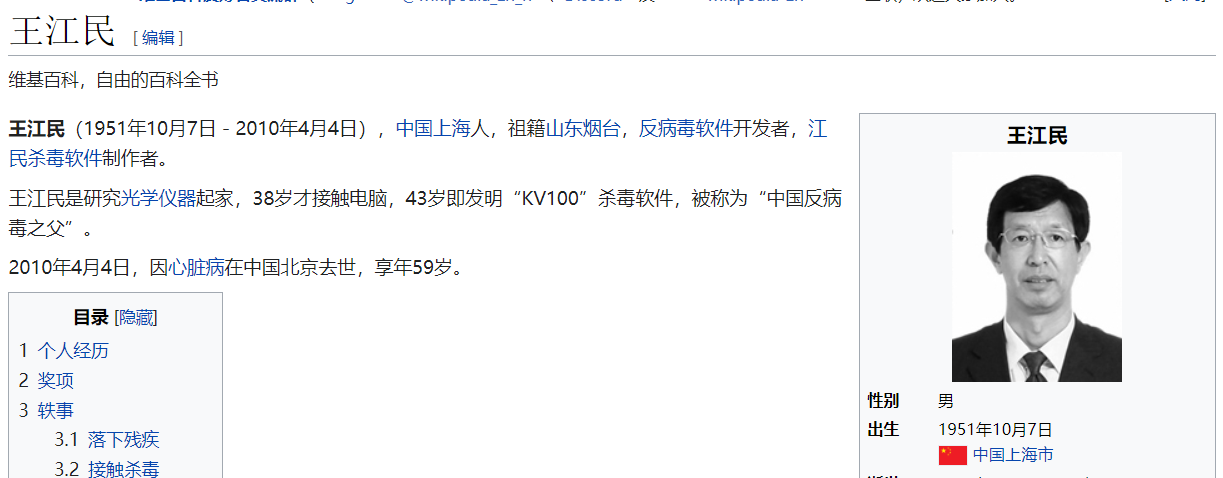 王江民 [编辑]
维基百科，自由的百科全书
王江民（1951年10月7日 - 2010年4月4日），中国上海人，祖籍山东烟台，反病毒软件开发者，江
民杀毒软件制作者。
王江民是研究光学仪器起家，38岁才接触电脑，43岁即发明“KV100”杀毒软件，被称为“中国反病
毒之父”。
2010年4月4日，因心脏病在中国北京去世，享年59岁。
目录 [隐藏]
1 个人经历
2 奖项
3 轶事
3.1 落下残疾
3.2 接触杀毒
王江民
性别 男
出生 1951年10月7日
中国上海市